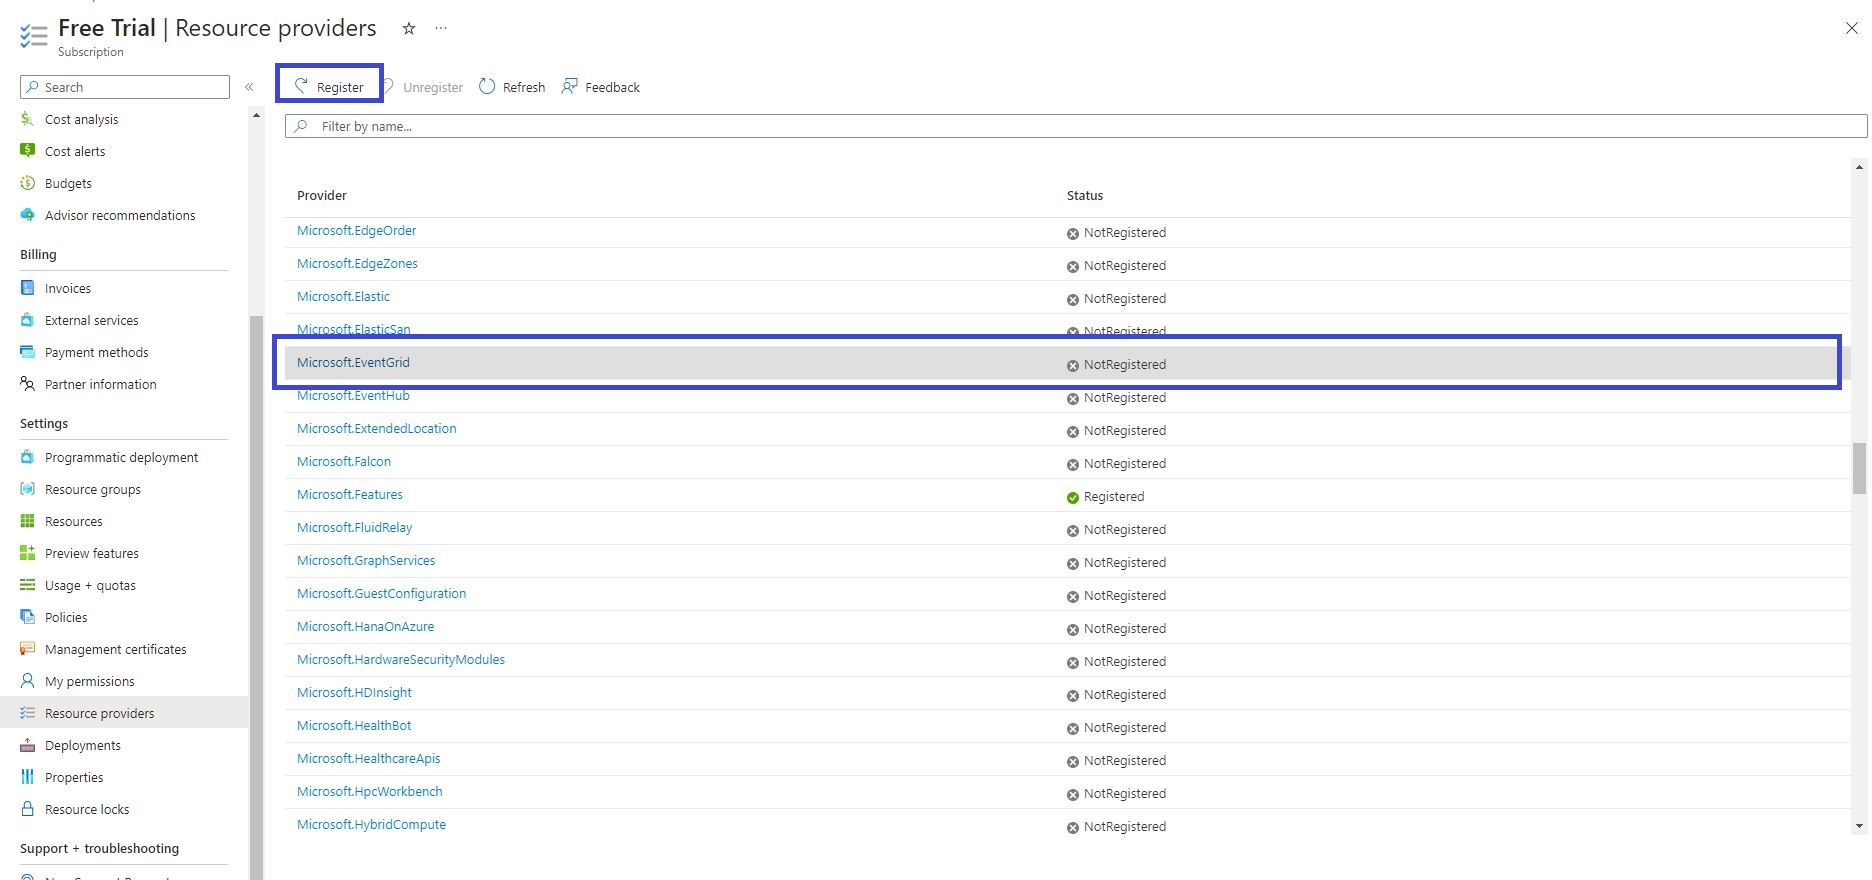 Free Trial | Resource providers
Subscription
Search
Cost analysis
Cost alerts
Budgets
Advisor recommendations
Billing
Invoices
External services
Payment methods
Partner information
Settings
Programmatic deployment
Resource groups
Resources
Preview features
Usage + quotas
Policies
Management certificates
My permissions
Resource providers
Deployments
Properties
Resource locks
Support + troubleshooting
Register Unregister Refresh Feedback
Filter by name...
Provider Status
Microsoft.EdgeOrder NotRegistered
Microsoft.EdgeZones NotRegistered
Microsoft.Elastic NotRegistered
Microsoft.ElasticSan NotRegistered
Microsoft.EventGrid NotRegistered
Microsoft.EventHub NotRegistered
Microsoft.ExtendedLocation NotRegistered
Microsoft.Falcon NotRegistered
Microsoft.Features Registered
Microsoft.FluidRelay NotRegistered
Microsoft.GraphServices NotRegistered
Microsoft.GuestConfiguration NotRegistered
Microsoft.HanaOnAzure NotRegistered
Microsoft.HardwareSecurityModules NotRegistered
Microsoft.HDInsight NotRegistered
Microsoft.HealthBot NotRegistered
Microsoft.HealthcareApis NotRegistered
Microsoft.HpcWorkbench NotRegistered
Microsoft.HybridCompute NotRegistered